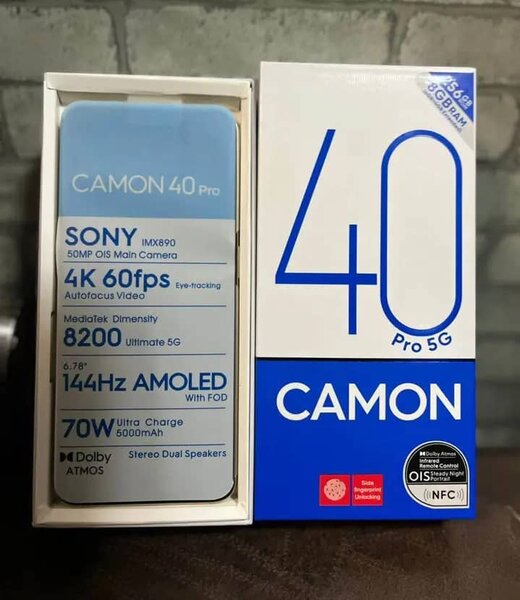 CAMON 40 Pro
SONY IMX890
50MP OIS Main Camera
4K 60fps Eye-tracking
Autofocus Video
MediaTek Dimensity
8200 Ultimate 5G
6.78"
144Hz AMOLED
With FOD
70W Ultra Charge
5000mAh
Dolby
ATMOS
Stereo Dual Speakers
256GB
8GB RAM
40
Pro 5G
CAMON
Side
fingerprint
Unlocking
Dolby Atmos
Infrared
Remote Control
OIS Steady Night
Portrait
NFC